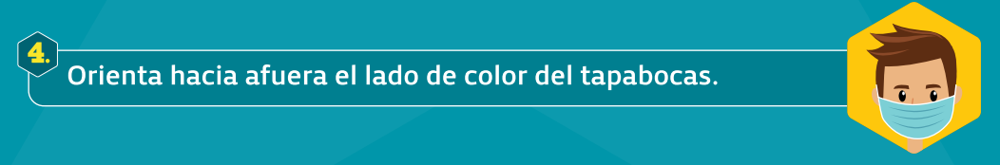 4.
Orienta hacia afuera el lado de color del tapabocas.